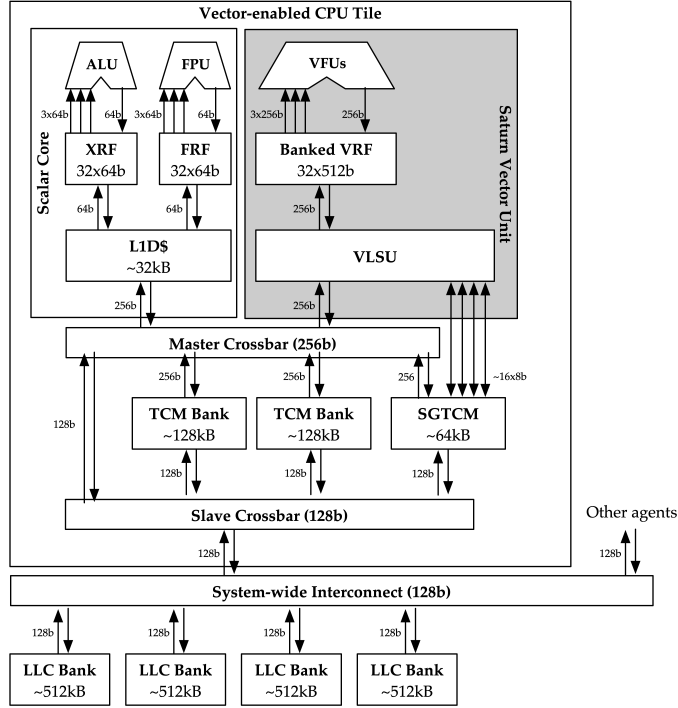 Vector-enabled CPU Tile
ALU
FPU
VFUs
3x64b
64b
3x64b
64b
3x256b
256b
Scalar Core
Saturn Vector Unit
XRF
32x64b
FRF
32x64b
Banked VRF
32x512b
64b
64b
256b
L1D$
~32kB
VLSU
256b
256b
Master Crossbar (256b)
256b
256b
256
~16x8b
128b
TCM Bank
~128kB
TCM Bank
~128kB
SGTCM
~64kB
128b
128b
128b
Slave Crossbar (128b)
Other agents
128b
128b
System-wide Interconnect (128b)
128b
128b
128b
128b
LLC Bank
~512kB
LLC Bank
~512kB
LLC Bank
~512kB
LLC Bank
~512kB